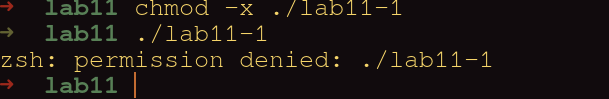 → lab11 chmod -x ./lab11-1
→ lab11 ./lab11-1
zsh: permission denied: ./lab11-1
→ lab11